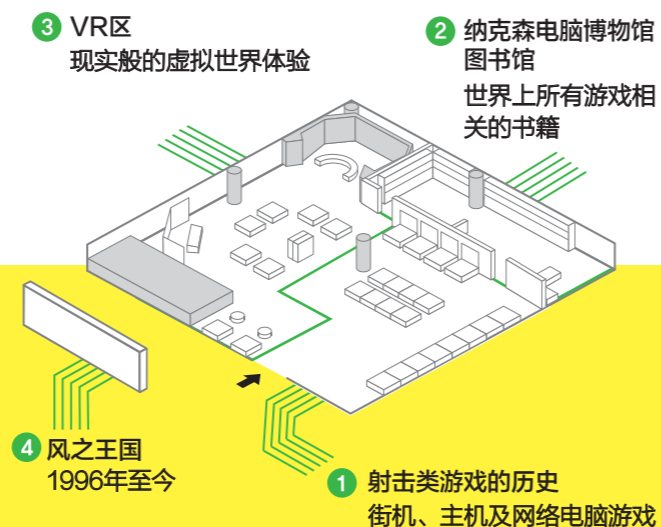 3 VR区
现实般的虚拟世界体验
2 纳克森电脑博物馆
图书馆
世界上所有游戏相
关的书籍
4 风之王国
1996年至今
1 射击类游戏的历史
街机、主机及网络电脑游戏